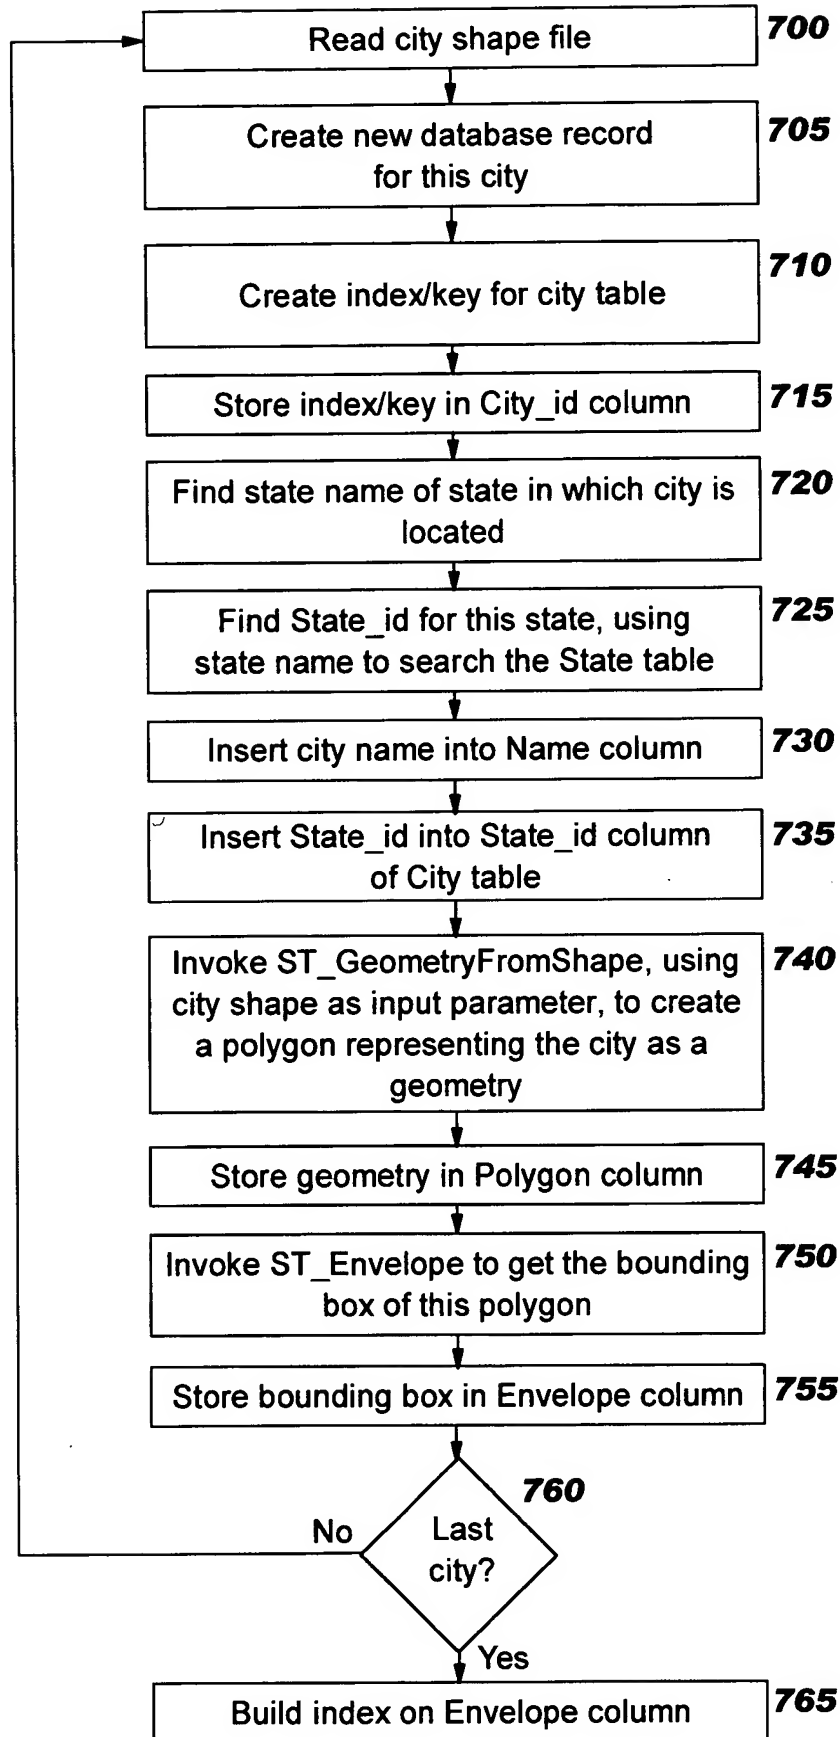 Read city shape file
700
Create new database record
for this city
705
Create index/key for city table
710
Store index/key in City_id column
715
Find state name of state in which city is
located
720
Find State_id for this state, using
state name to search the State table
725
Insert city name into Name column
730
Insert State_id into State_id column
of City table
735
Invoke ST_GeometryFromShape, using
city shape as input parameter, to create
a polygon representing the city as a
geometry
740
Store geometry in Polygon column
745
Invoke ST_Envelope to get the bounding
box of this polygon
750
Store bounding box in Envelope column
755
760
No
Last
city?
Yes
Build index on Envelope column
765